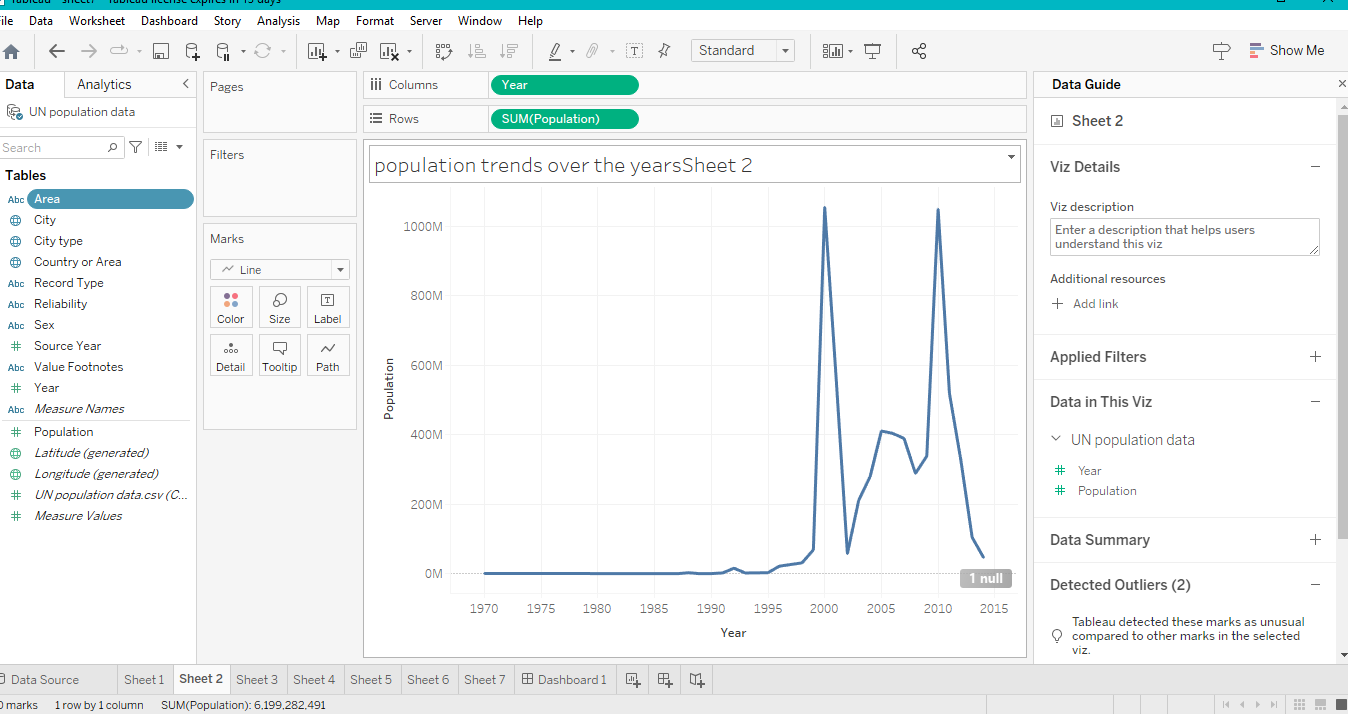 Tableau - sheet7 - Tableau license expires in 13 days
File Data Worksheet Dashboard Story Analysis Map Format Server Window Help
Standard
Show Me
Data Analytics
UN population data
Search
Tables
Abc Area
City
City type
Country or Area
Abc Record Type
Abc Reliability
Abc Sex
Source Year
Abc Value Footnotes
Year
Abc Measure Names
Population
Latitude (generated)
Longitude (generated)
UN population data.csv (C...
Measure Values
Pages
Filters
Marks
Line
Color Size Label
Detail Tooltip Path
Columns Year
Rows SUM(Population)
population trends over the yearsSheet 2
1000M
800M
600M
400M
200M
0M
Population
1 null
1970 1975 1980 1985 1990 1995 2000 2005 2010 2015
Year
Data Guide
Sheet 2
Viz Details
Viz description
Enter a description that helps users
understand this viz
Additional resources
Add link
Applied Filters
Data in This Viz
UN population data
Year
Population
Data Summary
Detected Outliers (2)
Tableau detected these marks as unusual
compared to other marks in the selected
viz.
Data Source Sheet 1 Sheet 2 Sheet 3 Sheet 4 Sheet 5 Sheet 6 Sheet 7 Dashboard 1
marks 1 row by 1 column SUM(Population): 6,199,282,491